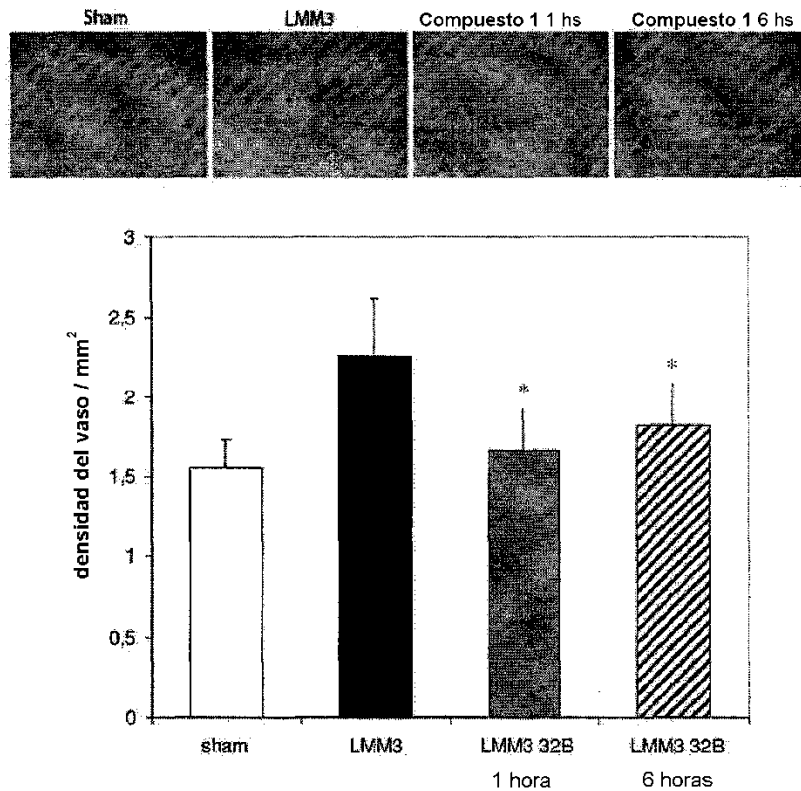 Sham LMM3 Compuesto 1 1 hs Compuesto 1 6 hs
3
2,5
2
1,5
1
0,5
0
densidad del vaso / mm²
*
*
sham LMM3 LMM3 32B LMM3 32B
1 hora 6 horas